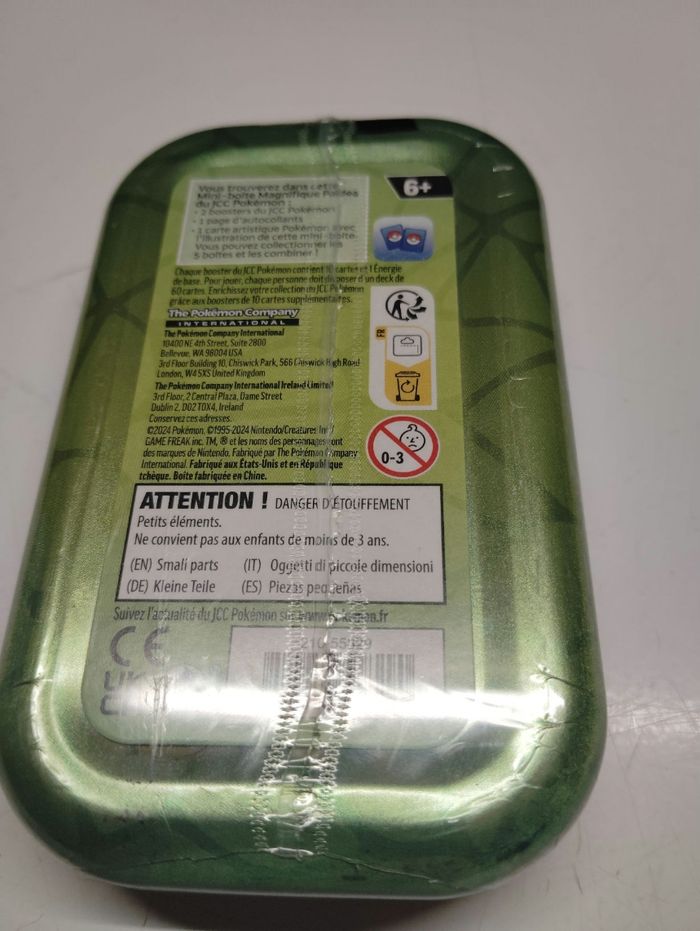 Vous trouverez dans cette
Mini-boîte Magnifique Paldea
du JCC Pokémon :
• 2 boosters du JCC Pokémon
• 1 page d'autocollants
• 1 carte artistique Pokémon avec
l'illustration de cette mini-boîte.
Vous pouvez collectionner les
5 boîtes et les combiner !
6+
Chaque booster du JCC Pokémon contient 10 cartes et 1 Énergie
de base. Pour jouer, chaque personne doit disposer d'un deck de
60 cartes. Enrichissez votre collection du JCC Pokémon
grâce aux boosters de 10 cartes supplémentaires.
The Pokémon Company
INTERNATIONAL
The Pokémon Company International
10400 NE 4th Street, Suite 2800
Bellevue, WA 98004 USA
3rd Floor Building 10, Chiswick Park, 566 Chiswick High Road
London, W4 5XS United Kingdom
The Pokémon Company International Ireland Limited
3rd Floor, 2 Central Plaza, Dame Street
Dublin 2, D02 T0X4, Ireland
Conservez ces adresses.
©2024 Pokémon. ©1995-2024 Nintendo/Creatures Inc./
GAME FREAK inc. TM, ® et les noms des personnages sont
des marques de Nintendo. Fabriqué par The Pokémon Company
International. Fabriqué aux États-Unis et en République
tchèque. Boîte fabriquée en Chine.
FR
0-3
ATTENTION ! DANGER D'ÉTOUFFEMENT
Petits éléments.
Ne convient pas aux enfants de moins de 3 ans.
(EN) Small parts (IT) Oggetti di piccole dimensioni
(DE) Kleine Teile (ES) Piezas pequeñas
Suivez l'actualité du JCC Pokémon sur www.pokemon.fr
CE